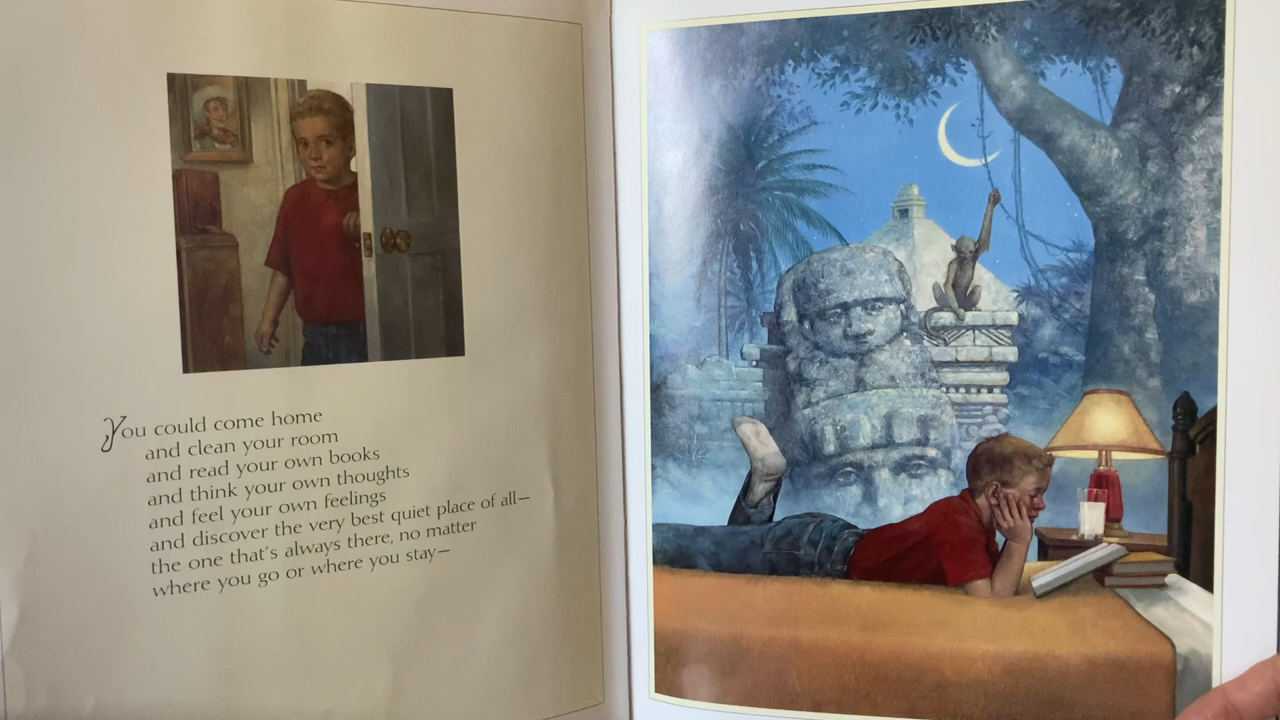 You could come home
and clean your room
and read your own books
and think your own thoughts
and feel your own feelings
and discover the very best quiet place of all—
the one that's always there, no matter
where you go or where you stay—